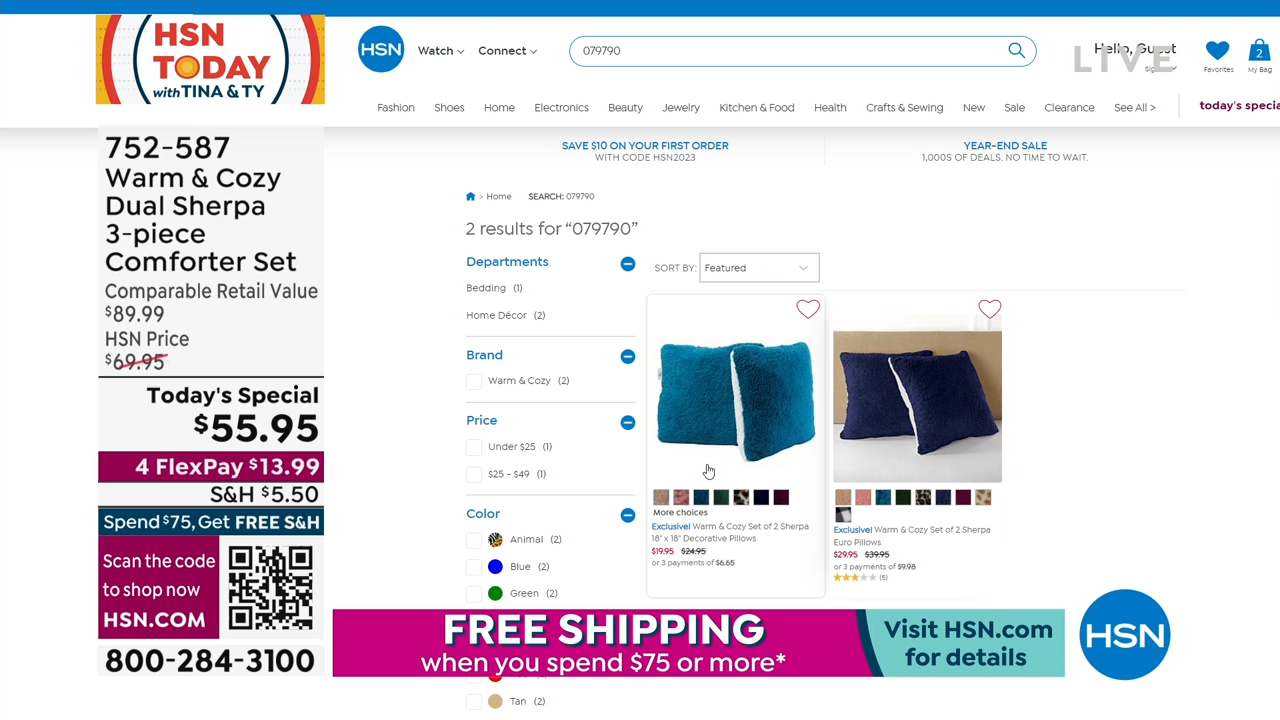 HSN
TODAY
with TINA & TY
752-587
Warm & Cozy
Dual Sherpa
3-piece
Comforter Set
Comparable Retail Value
$89.99
HSN Price
$69.95
Today's Special
$55.95
4 FlexPay $13.99
S&H $5.50
Spend $75, Get FREE S&H
Scan the code
to shop now
HSN.COM
800-284-3100
HSN
Watch
Connect
079790
Hello, Guest
LIVE
Favorites
2
My Bag
Fashion Shoes Home Electronics Beauty Jewelry Kitchen & Food Health Crafts & Sewing New Sale Clearance See All >
today's specia
SAVE $10 ON YOUR FIRST ORDER
WITH CODE HSN2023
YEAR-END SALE
1,000S OF DEALS. NO TIME TO WAIT.
> Home SEARCH: 079790
2 results for “079790”
Departments
Bedding (1)
Home Décor (2)
Brand
Warm & Cozy (2)
Price
Under $25 (1)
$25 - $49 (1)
Color
Animal (2)
Blue (2)
Green (2)
Tan (2)
SORT BY: Featured
More choices
Exclusive! Warm & Cozy Set of 2 Sherpa
18" x 18" Decorative Pillows
$19.95 $24.95
or 3 payments of $6.65
Exclusive! Warm & Cozy Set of 2 Sherpa
Euro Pillows
$29.95 $39.95
or 3 payments of $9.98
(5)
FREE SHIPPING
when you spend $75 or more*
Visit HSN.com
for details
HSN